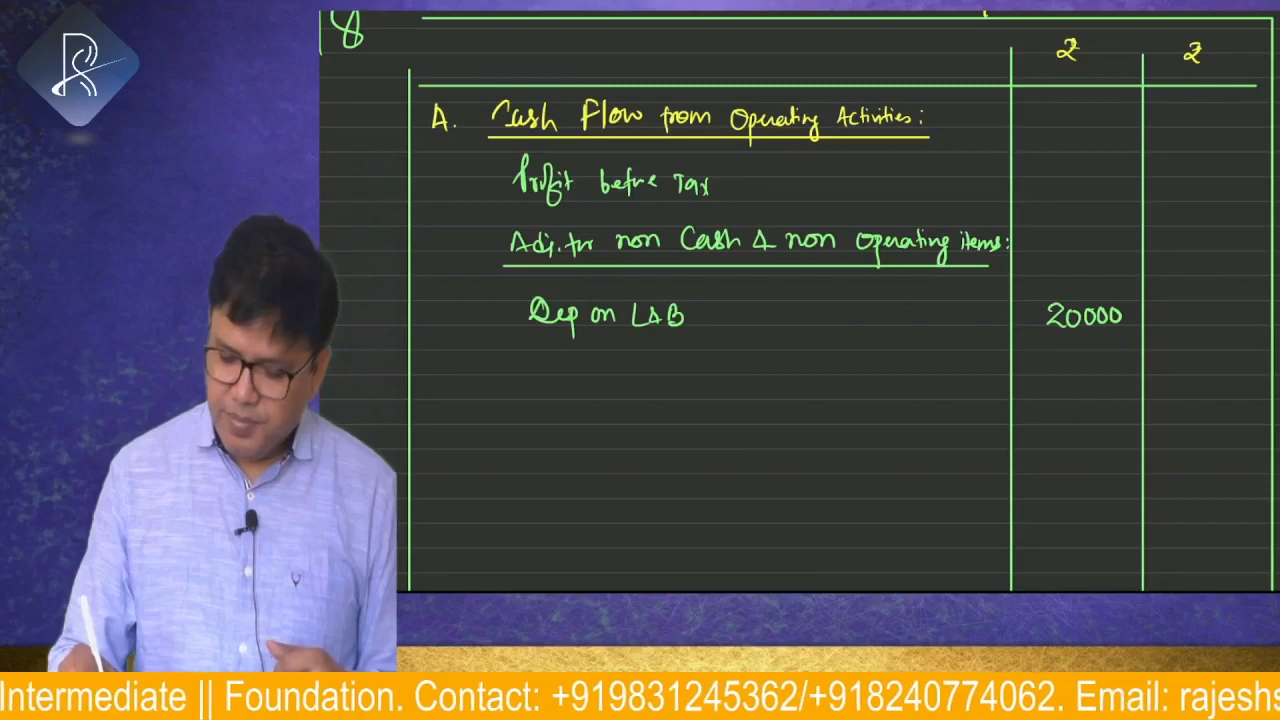 8
₹ ₹
A. Cash Flow from Operating Activities:
Profit before Tax
Adj. for non Cash & non operating items:
Dep on L&B 20000
Intermediate || Foundation. Contact: +919831245362/+918240774062. Email: rajeshs